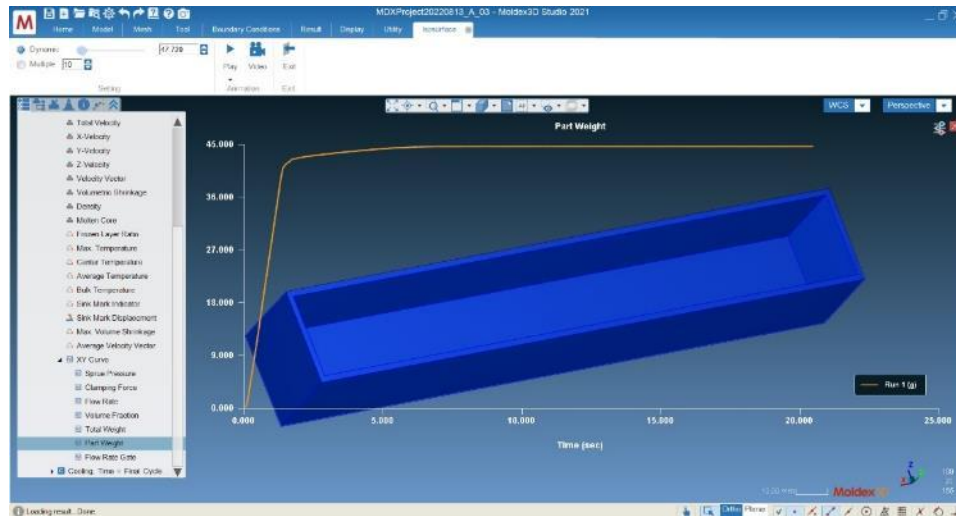 MDXProject20220813_A_03 - Moldex3D Studio 2021
M
Home Model Mesh Tool Boundary Conditions Result Display Utility Isosurface
Dynamic 47.720
Multiple 10
Play Video Exit
Setting Animation Exit
WCS Perspective
Total Velocity
X-Velocity
Y-Velocity
Z-Velocity
Velocity Vector
Volumetric Shrinkage
Density
Molten Core
Frozen Layer Ratio
Max. Temperature
Center Temperature
Average Temperature
Bulk Temperature
Sink Mark Indicator
Sink Mark Displacement
Max. Volume Shrinkage
Average Velocity Vector
XY Curve
Sprue Pressure
Clamping Force
Flow Rate
Volume Fraction
Total Weight
Part Weight
Flow Rate Gate
Cooling: Time = Final Cycle
Part Weight
45.000
36.000
27.000
18.000
9.000
0.000
0.000 5.000 10.000 15.000 20.000 25.000
Time (sec)
Run 1 (g)
Z
X
Moldex
Loading result...Done.
Ortho Planar